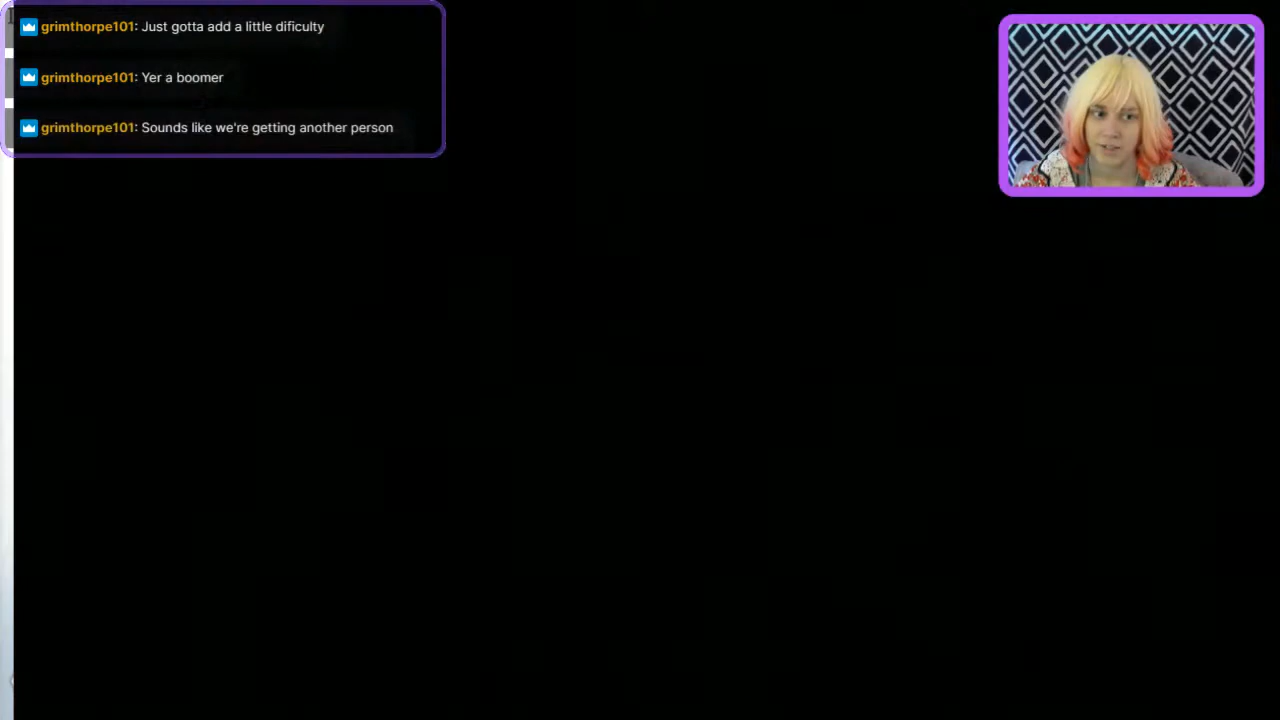 grimthorpe101: Just gotta add a little dificulty
grimthorpe101: Yer a boomer
grimthorpe101: Sounds like we're getting another person